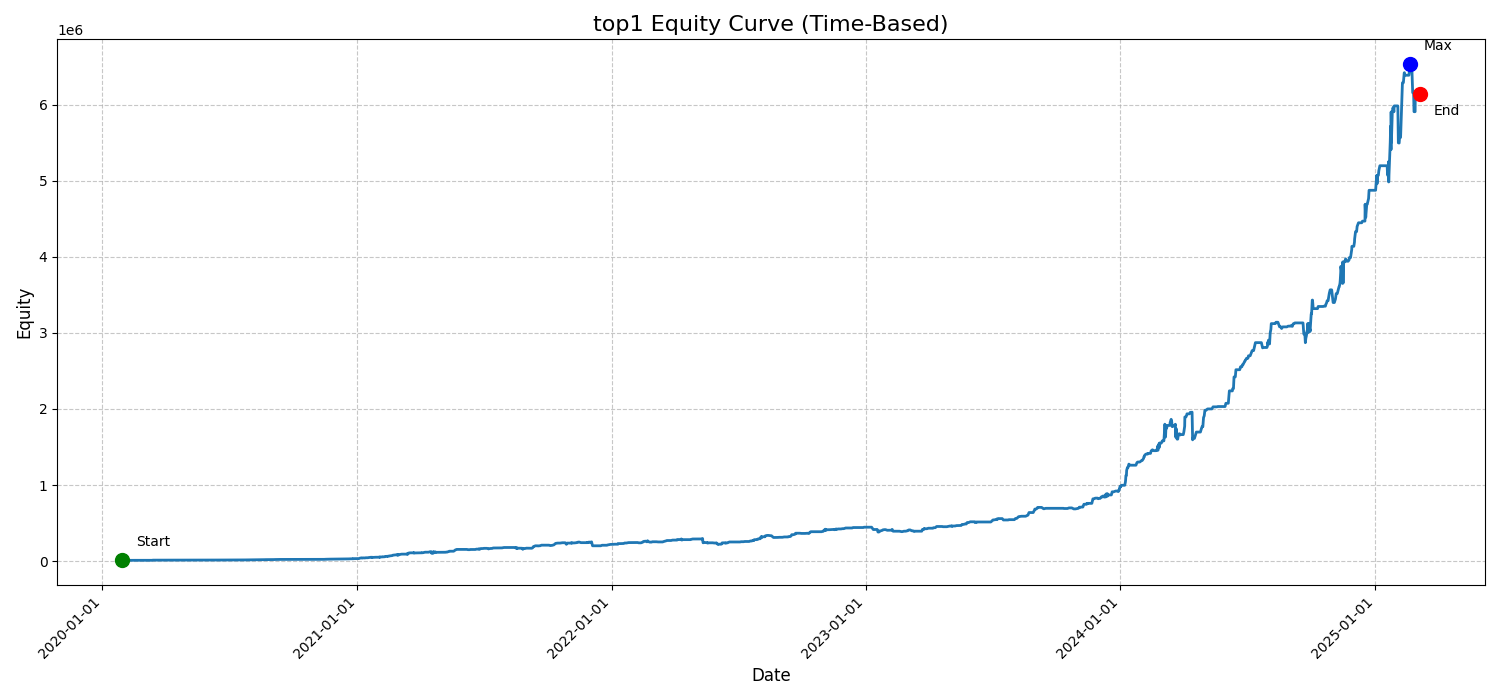 top1 Equity Curve (Time-Based)
1e6
Max
End
6
5
4
3
2
1
0
Equity
Start
2020-01-01
2021-01-01
2022-01-01
2023-01-01
2024-01-01
2025-01-01
Date